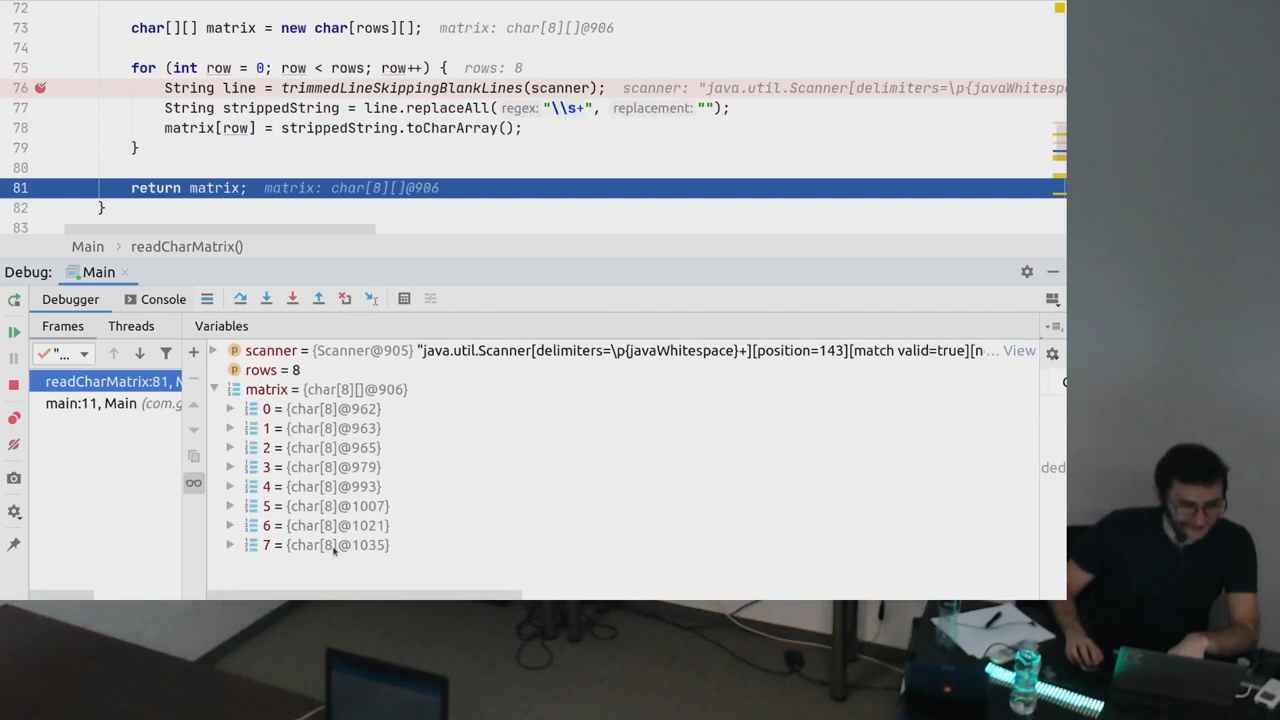 72
73 char[][] matrix = new char[rows][]; matrix: char[8][]@906
74
75 for (int row = 0; row < rows; row++) { rows: 8
76 String line = trimmedLineSkippingBlankLines(scanner); scanner: "java.util.Scanner[delimiters=\p{javaWhitesp
77 String strippedString = line.replaceAll( regex: "\\s+", replacement: "");
78 matrix[row] = strippedString.toCharArray();
79 }
80
81 return matrix; matrix: char[8][]@906
82 }
83
Main > readCharMatrix()
Debug: Main
Debugger Console
Frames Threads Variables
"... scanner = {Scanner@905} "java.util.Scanner[delimiters=\p{javaWhitespace}+][position=143][match valid=true][n ... View
rows = 8
readCharMatrix:81, M matrix = {char[8][]@906}
main:11, Main (com.g 0 = {char[8]@962}
1 = {char[8]@963}
2 = {char[8]@965}
3 = {char[8]@979}
ded
4 = {char[8]@993}
5 = {char[8]@1007}
6 = {char[8]@1021}
7 = {char[8]@1035}